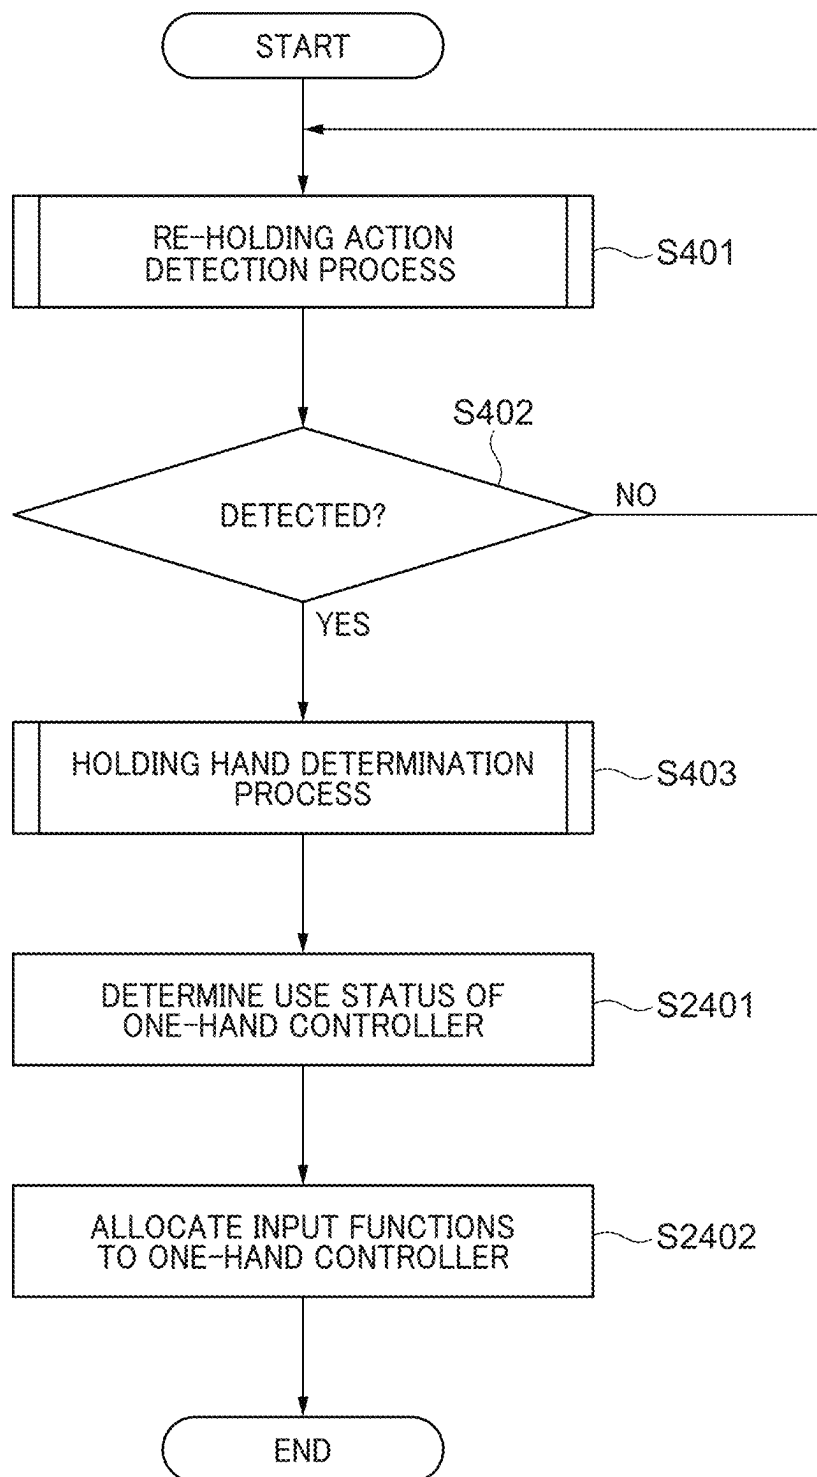 START
RE-HOLDING ACTION
DETECTION PROCESS
S401
S402
DETECTED?
NO
YES
HOLDING HAND DETERMINATION
PROCESS
S403
DETERMINE USE STATUS OF
ONE-HAND CONTROLLER
S2401
ALLOCATE INPUT FUNCTIONS
TO ONE-HAND CONTROLLER
S2402
END